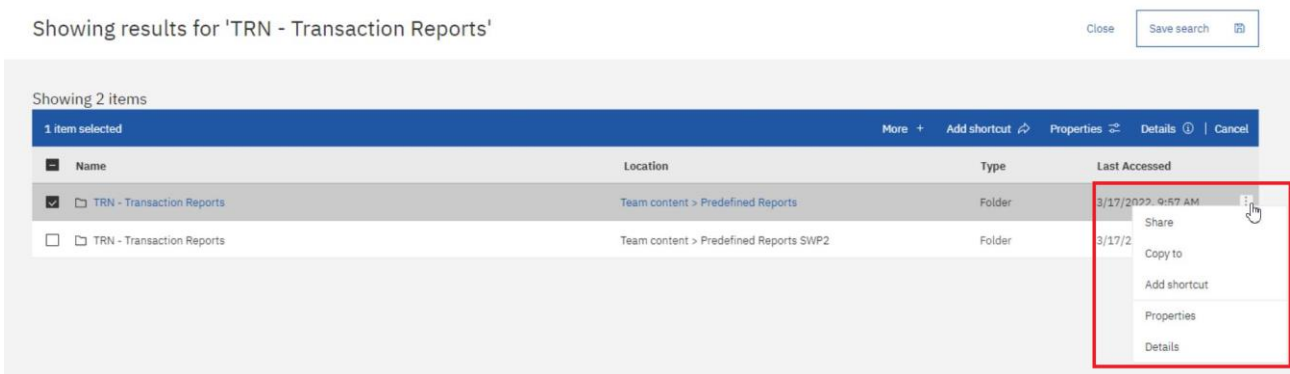 Showing results for 'TRN - Transaction Reports'
Close Save search
Showing 2 items
1 item selected More + Add shortcut Properties Details | Cancel
Name Location Type Last Accessed
TRN - Transaction Reports Team content > Predefined Reports Folder 3/17/2022, 9:57 AM
Share
TRN - Transaction Reports Team content > Predefined Reports SWP2 Folder 3/17/2
Copy to
Add shortcut
Properties
Details